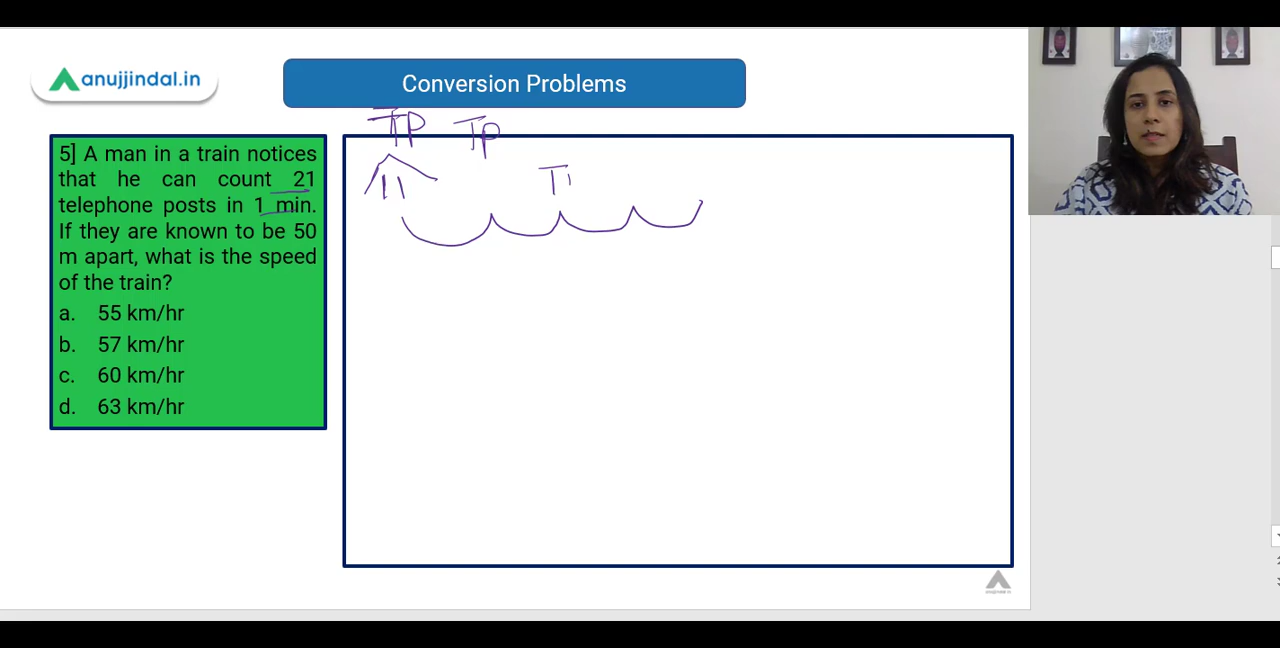 anujjindal.in
Conversion Problems
TP TP
T
5] A man in a train notices
that he can count 21
telephone posts in 1 min.
If they are known to be 50
m apart, what is the speed
of the train?
a. 55 km/hr
b. 57 km/hr
c. 60 km/hr
d. 63 km/hr